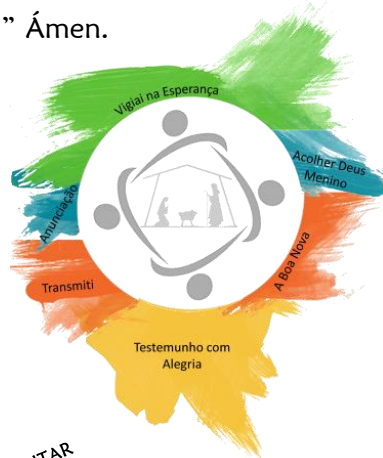 ” Ámen.
Vigiai na Esperança
Acolher Deus
Menino
Anunciação
A Boa Nova
Transmiti
Testemunho com
Alegria